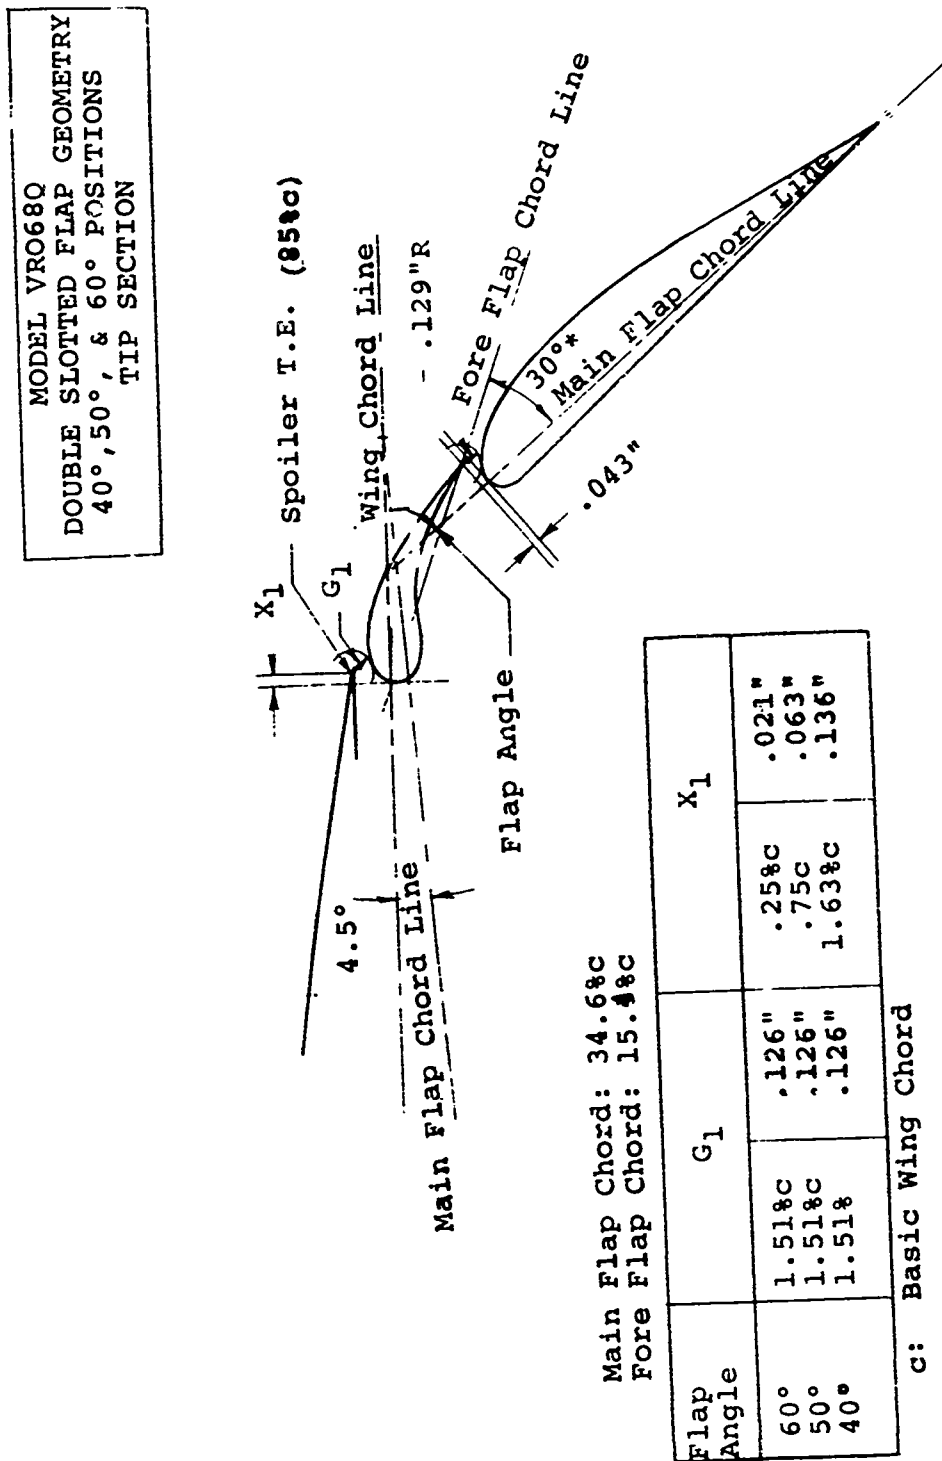 MODEL VR068Q
DOUBLE SLOTTED FLAP GEOMETRY
40°, 50°, & 60° POSITIONS
TIP SECTION
X1
Spoiler T.E. (85%c)
G1
Wing Chord Line
.129"R
Fore Flap Chord Line
30°*
Main Flap Chord Line
.043"
Flap Angle
4.5°
Main Flap Chord Line
Main Flap Chord: 34.6%c
Fore Flap Chord: 15.4%c
Flap Angle G1 X1
60° 1.51%c .126" .25%c .021"
50° 1.51%c .126" .75c .063"
40° 1.51% .126" 1.63%c .136"
c: Basic Wing Chord